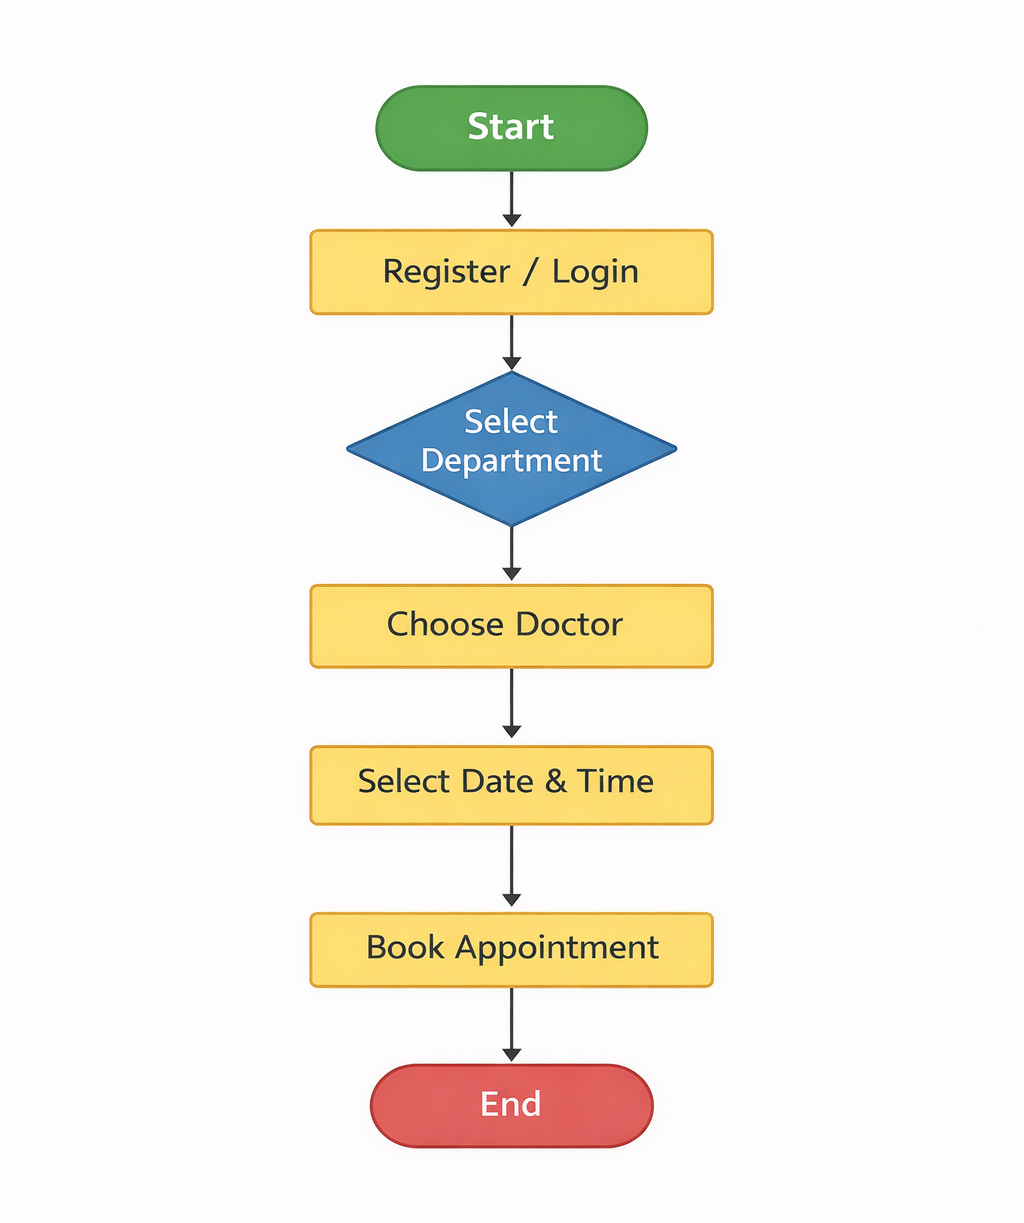 Start
Register / Login
Select
Department
Choose Doctor
Select Date & Time
Book Appointment
End